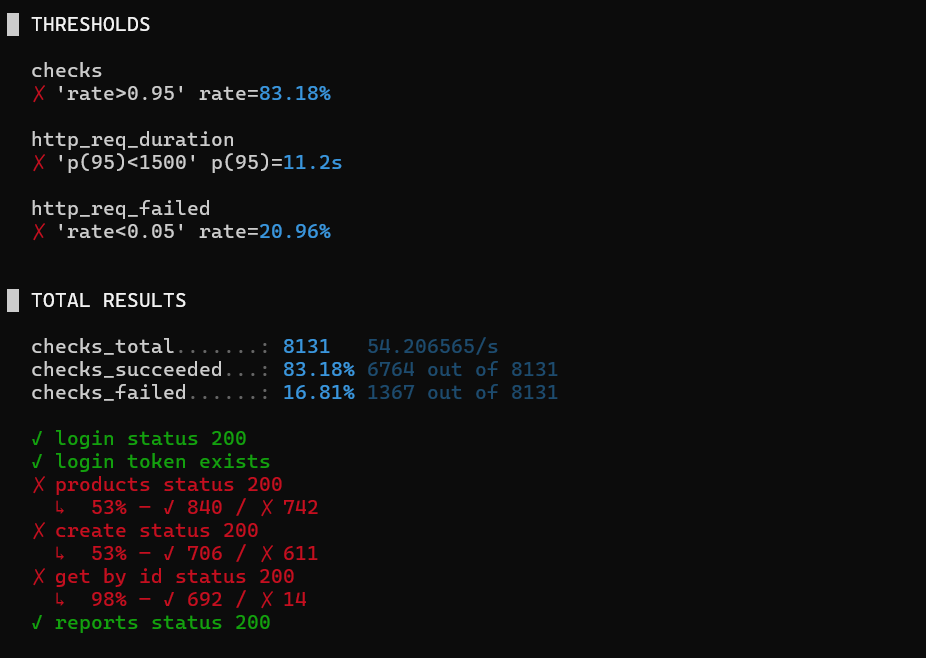 THRESHOLDS
checks
✗ 'rate>0.95' rate=83.18%
http_req_duration
✗ 'p(95)<1500' p(95)=11.2s
http_req_failed
✗ 'rate<0.05' rate=20.96%
TOTAL RESULTS
checks_total.......: 8131 54.206565/s
checks_succeeded...: 83.18% 6764 out of 8131
checks_failed......: 16.81% 1367 out of 8131
✓ login status 200
✓ login token exists
✗ products status 200
↳ 53% — ✓ 840 / ✗ 742
✗ create status 200
↳ 53% — ✓ 706 / ✗ 611
✗ get by id status 200
↳ 98% — ✓ 692 / ✗ 14
✓ reports status 200